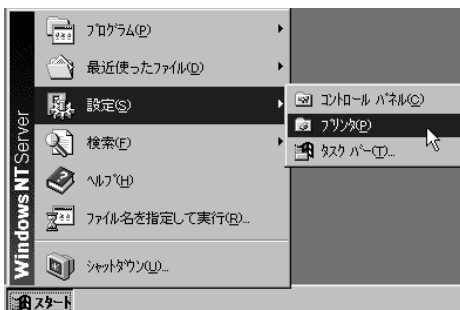 ﾌﾟﾛｸﾞﾗﾑ(P)
最近使ったﾌｧｲﾙ(D)
設定(S)
検索(F)
ﾍﾙﾌﾟ(H)
ﾌｧｲﾙ名を指定して実行(R)...
ｼｬｯﾄﾀﾞｳﾝ(U)...
ｺﾝﾄﾛｰﾙ ﾊﾟﾈﾙ(C)
ﾌﾟﾘﾝﾀ(P)
ﾀｽｸ ﾊﾞｰ(T)...
Windows NT Server
スタート